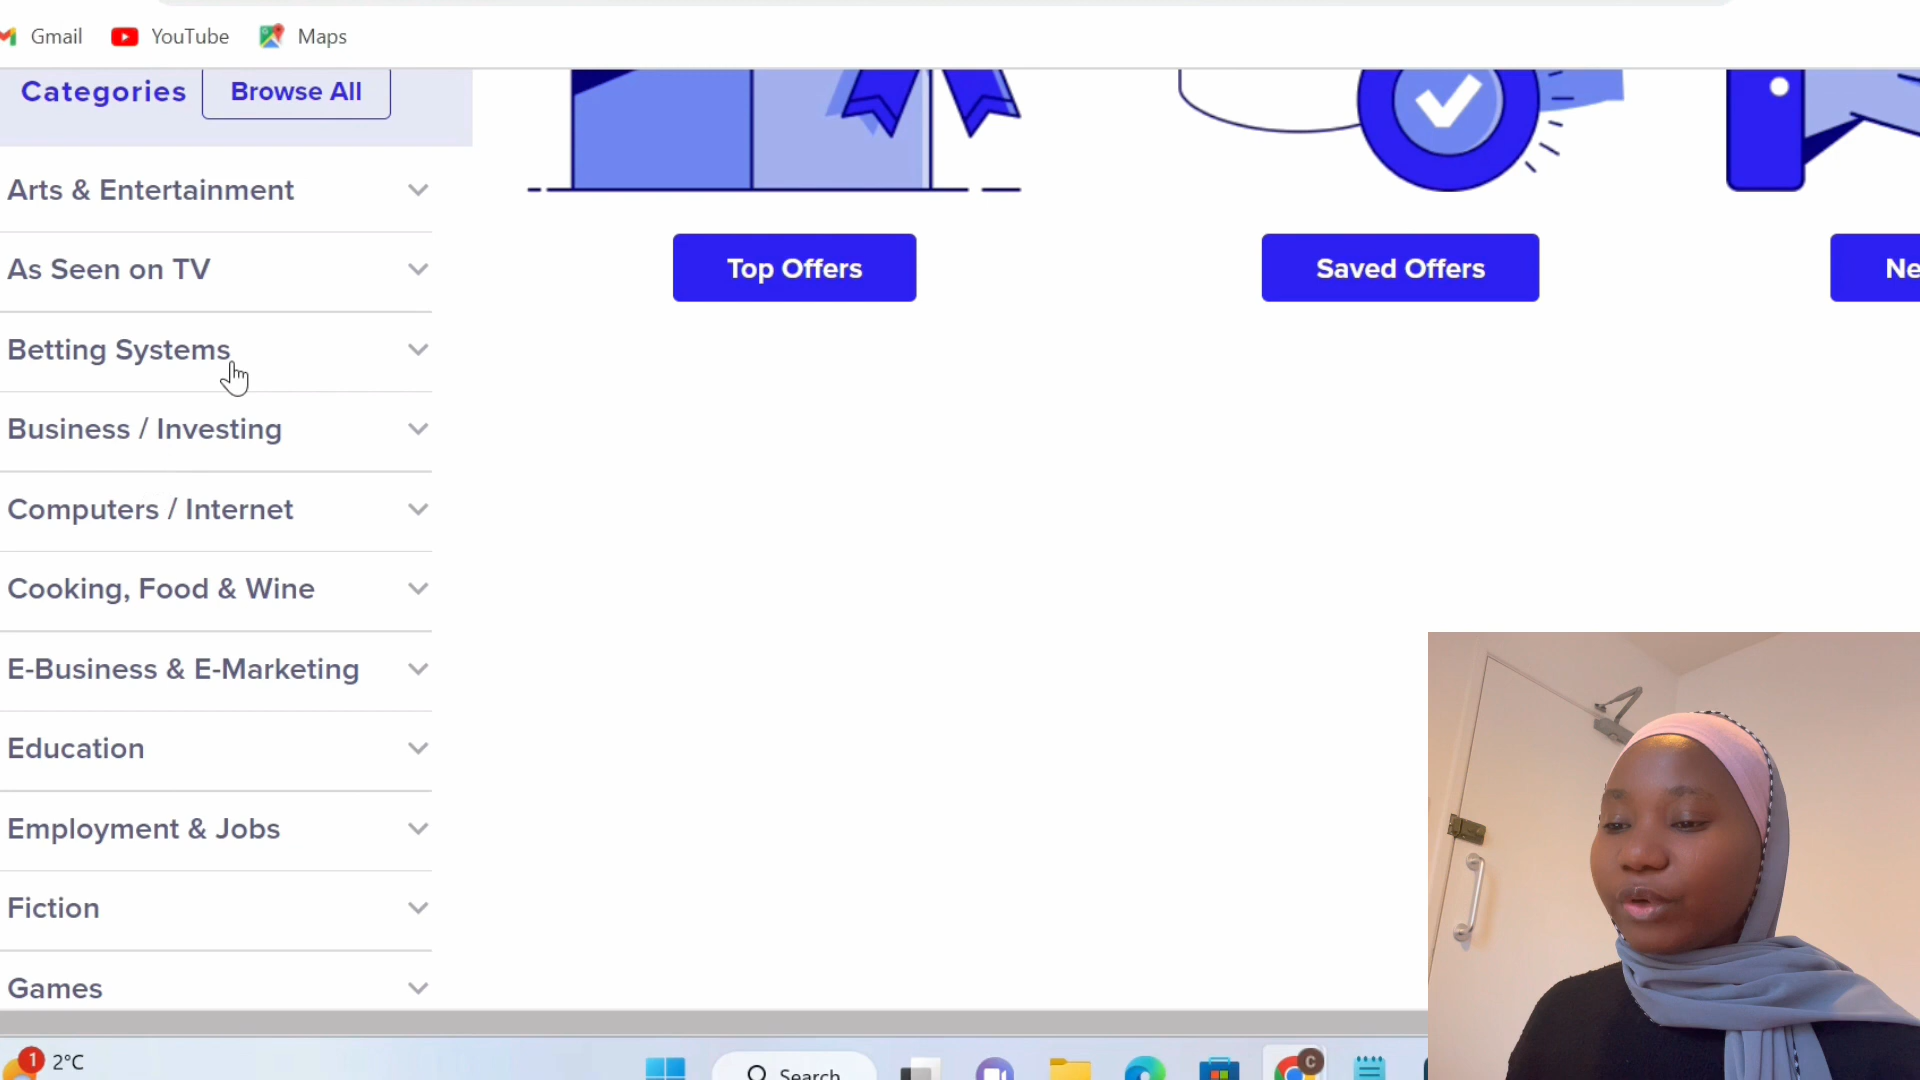 Gmail YouTube Maps
Categories Browse All
Arts & Entertainment
As Seen on TV
Betting Systems
Business / Investing
Computers / Internet
Cooking, Food & Wine
E-Business & E-Marketing
Education
Employment & Jobs
Fiction
Games
Top Offers Saved Offers Ne
1 2°C
Search
C